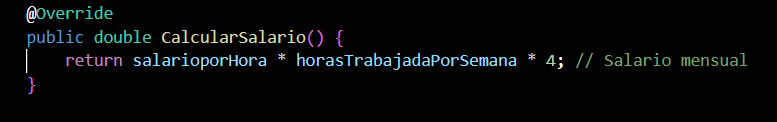 @Override
public double CalcularSalario() {
return salarioporHora * horasTrabajadaPorSemana * 4; // Salario mensual
}